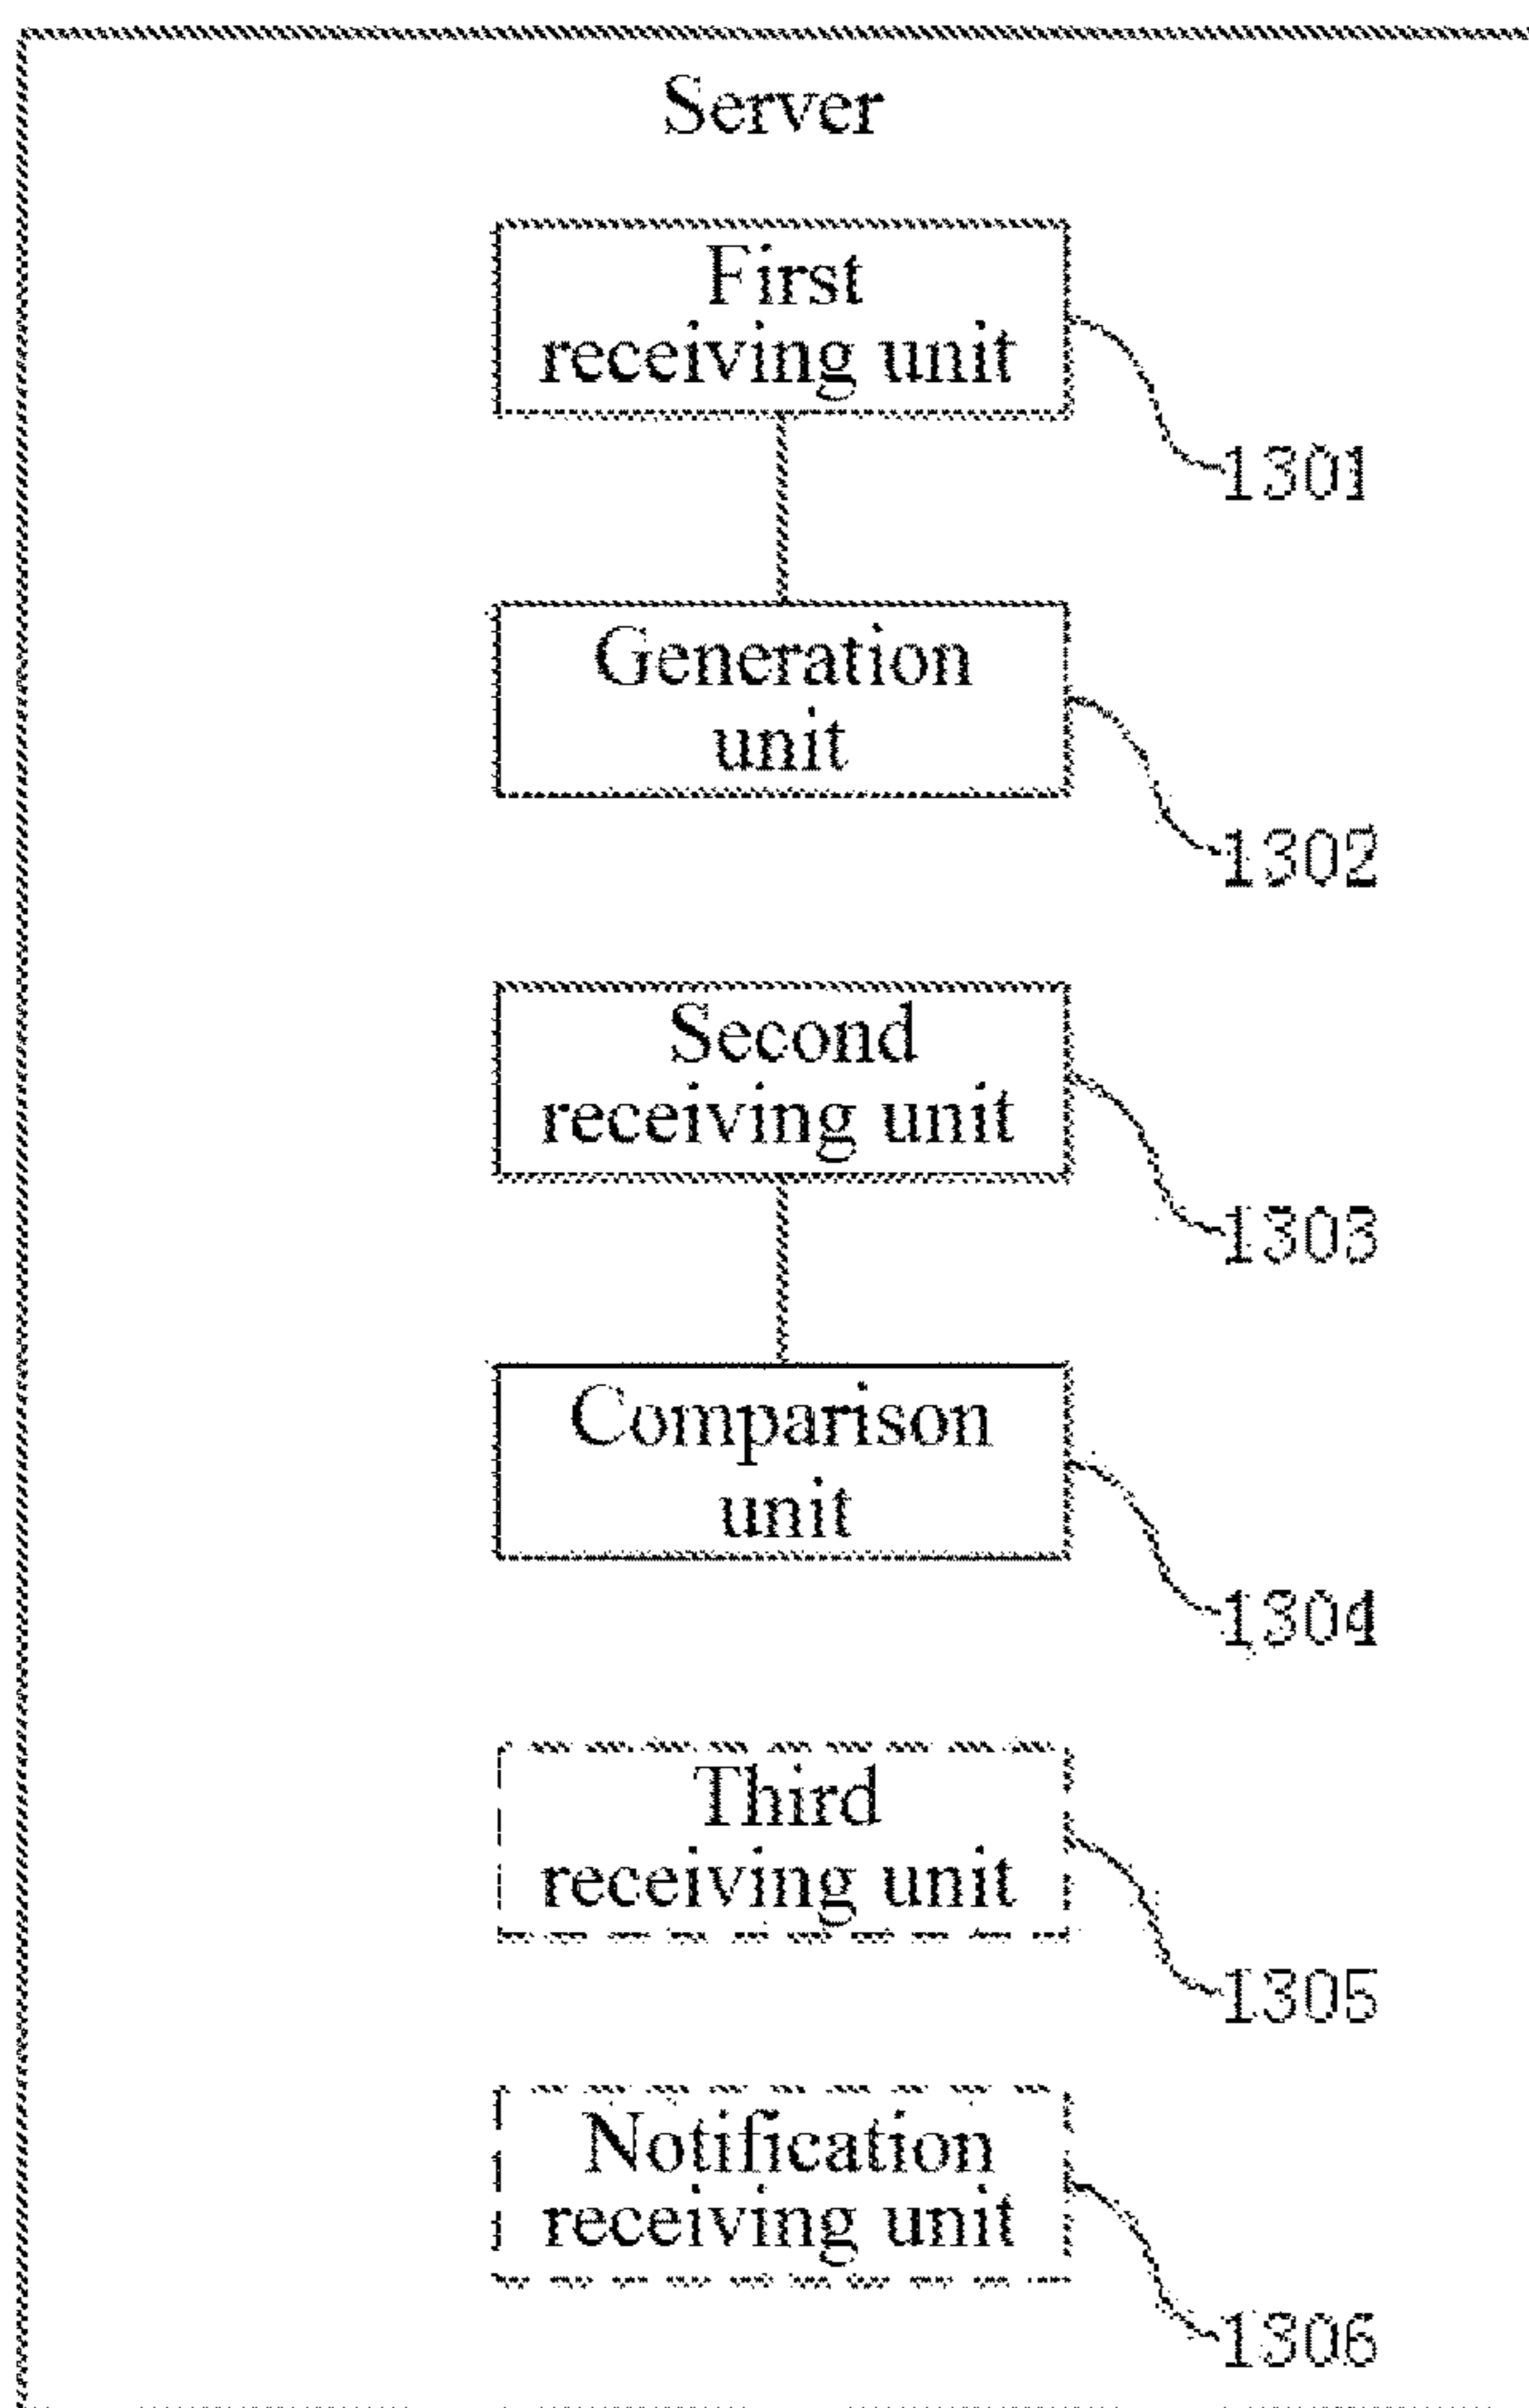 Server
First
receiving unit
1301
Generation
unit
1302
Second
receiving unit
1303
Comparison
unit
1304
Third
receiving unit
1305
Notification
receiving unit
1306